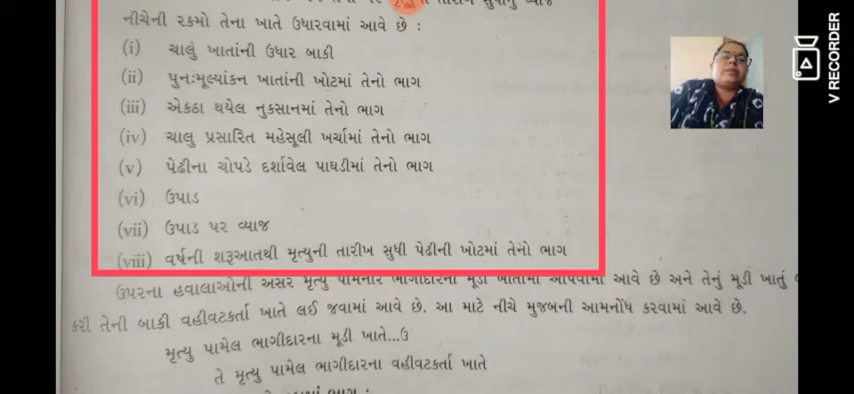 નીચેની રકમો તેના ખાતે ઉધારવામાં આવે છે :
(i) ચાલું ખાતાંની ઉધાર બાકી
(ii) પુનઃમૂલ્યાંકન ખાતાંની ખોટમાં તેનો ભાગ
(iii) એકઠા થયેલ નુકસાનમાં તેનો ભાગ
(iv) ચાલુ પ્રસારિત મહેસૂલી ખર્ચામાં તેનો ભાગ
(v) પેઢીના ચોપડે દર્શાવેલ પાઘડીમાં તેનો ભાગ
(vi) ઉપાડ
(vii) ઉપાડ પર વ્યાજ
(viii) વર્ષની શરૂઆતથી મૃત્યુની તારીખ સુધી પેઢીની ખોટમાં તેનો ભાગ
ઉપરના હવાલાઓની અસર મૃત્યુ પામનાર ભાગીદારના મૂડી ખાતામાં આપવામાં આવે છે અને તેનું મૂડી ખાતું
કરી તેની બાકી વહીવટકર્તા ખાતે લઈ જવામાં આવે છે. આ માટે નીચે મુજબની આમનોંધ કરવામાં આવે છે.
મૃત્યુ પામેલ ભાગીદારના મૂડી ખાતે...ઉ
તે મૃત્યુ પામેલ ભાગીદારના વહીવટકર્તા ખાતે
V RECORDER